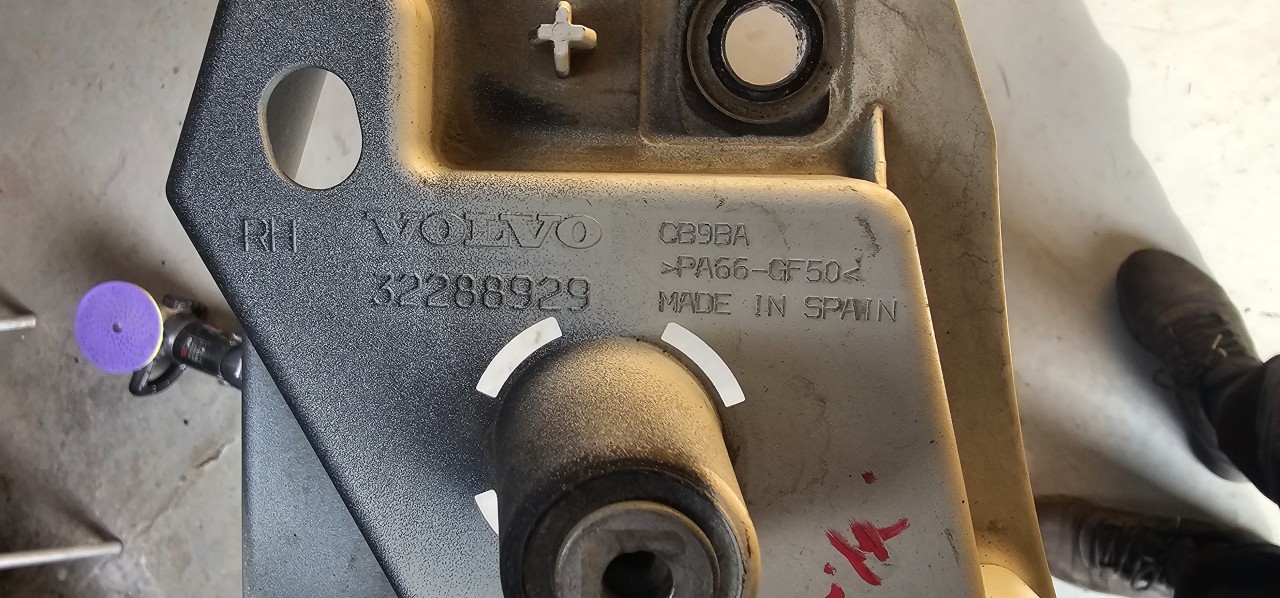 RH
VOLVO
32288929
CB9BA
>PA66-GF50<
MADE IN SPAIN